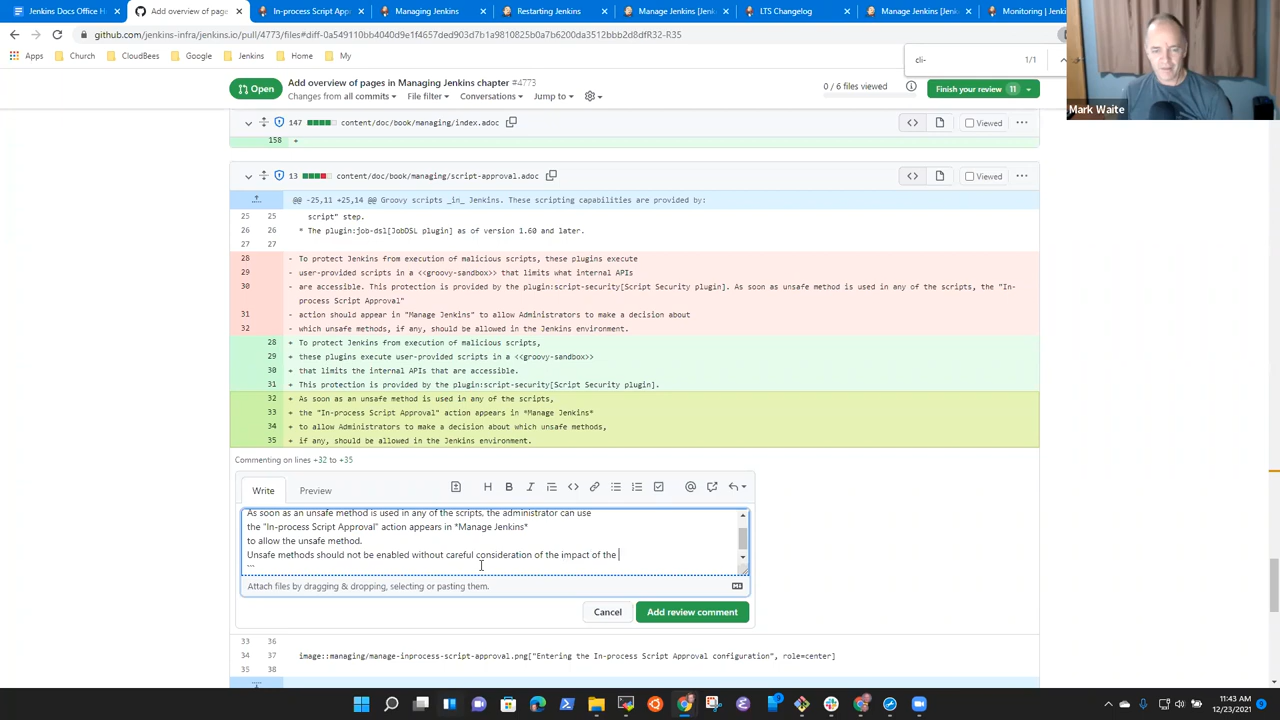 Jenkins Docs Office Hours
Add overview of page
In-process Script App
Managing Jenkins
Restarting Jenkins
Manage Jenkins [Jenk
LTS Changelog
Manage Jenkins [Jenk
Monitoring | Jenk
github.com/jenkins-infra/jenkins.io/pull/4773/files#diff-0a549110b04040d9e1f4657ded903d7b1a9810825b0a7b6200da3512bbb2d8dfR32-R35
Apps
Church
CloudBees
Google
Jenkins
Home
My
cli-
1/1
Mark Waite
Open
Add overview of pages in Managing Jenkins chapter #4773
Changes from all commits
File filter
Conversations
Jump to
0 / 6 files viewed
Finish your review 11
147 content/doc/book/managing/index.adoc
Viewed
158 +
13 content/doc/book/managing/script-approval.adoc
Viewed
@@ -25,11 +25,14 @@ Groovy scripts _in_ Jenkins. These scripting capabilities are provided by:
25 25 script" step.
26 26 * The plugin:job-dsl[JobDSL plugin] as of version 1.60 and later.
27 27
28 - To protect Jenkins from execution of malicious scripts, these plugins execute
29 - user-provided scripts in a <<groovy-sandbox>> that limits what internal APIs
30 - are accessible. This protection is provided by the plugin:script-security[Script Security plugin]. As soon as unsafe method is used in any of the scripts, the "In-
process Script Approval"
31 - action should appear in "Manage Jenkins" to allow Administrators to make a decision about
32 - which unsafe methods, if any, should be allowed in the Jenkins environment.
28 + To protect Jenkins from execution of malicious scripts,
29 + these plugins execute user-provided scripts in a <<groovy-sandbox>>
30 + that limits the internal APIs that are accessible.
31 + This protection is provided by the plugin:script-security[Script Security plugin].
32 + As soon as an unsafe method is used in any of the scripts,
33 + the "In-process Script Approval" action appears in *Manage Jenkins*
34 + to allow Administrators to make a decision about which unsafe methods,
35 + if any, should be allowed in the Jenkins environment.
Commenting on lines +32 to +35
Write
Preview
As soon as an unsafe method is used in any of the scripts, the administrator can use
the "In-process Script Approval" action appears in *Manage Jenkins*
to allow the unsafe method.
Unsafe methods should not be enabled without careful consideration of the impact of the
```
Attach files by dragging & dropping, selecting or pasting them.
Cancel
Add review comment
33 36
34 37 image::managing/manage-inprocess-script-approval.png["Entering the In-process Script Approval configuration", role=center]
35 38
11:43 AM
12/23/2021